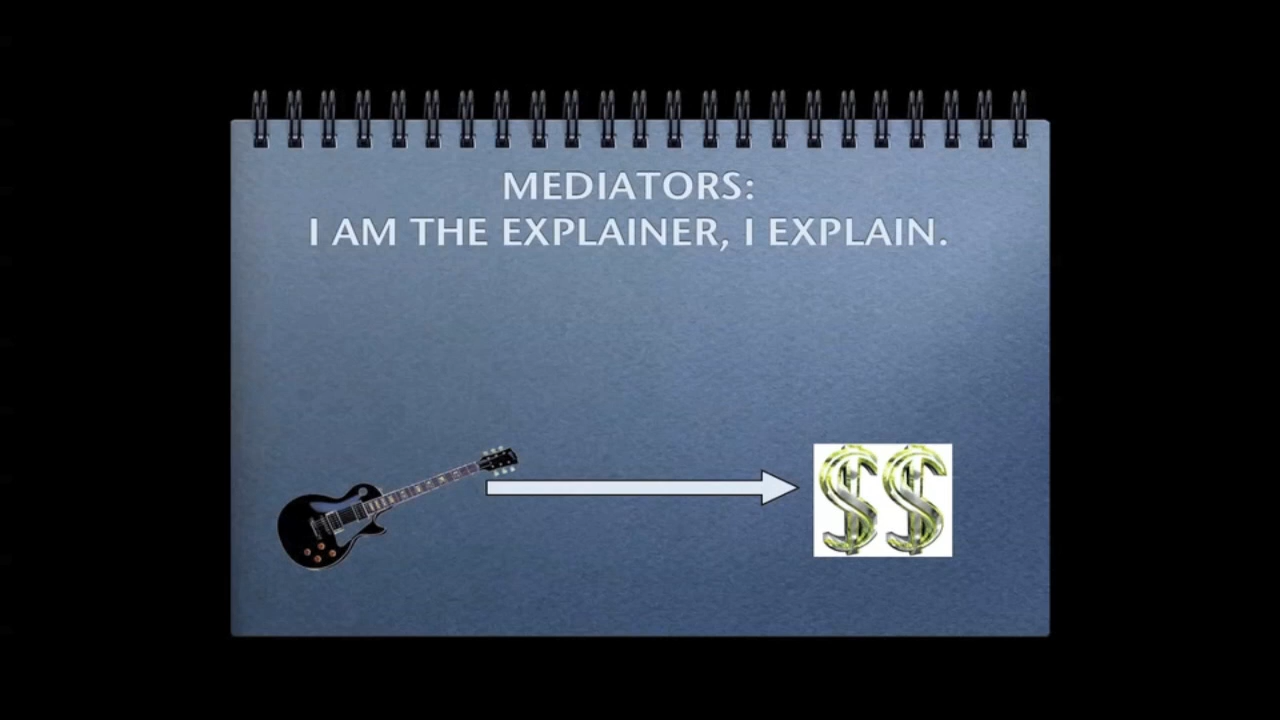 MEDIATORS:
I AM THE EXPLAINER, I EXPLAIN.
$$